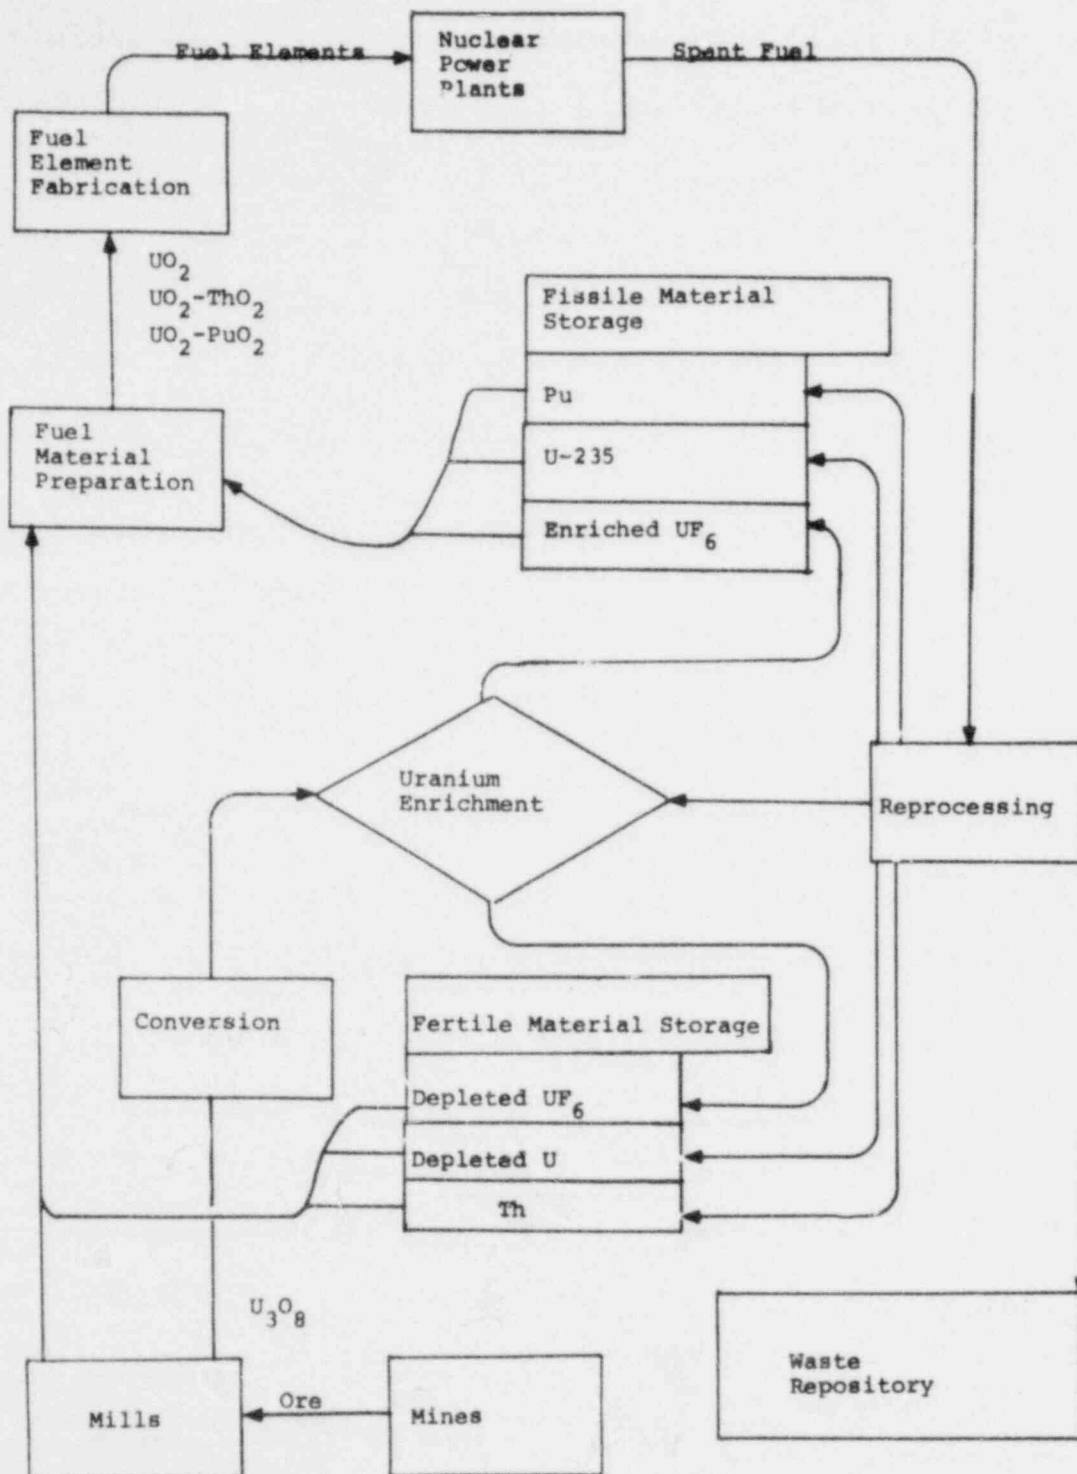 Fuel Elements
Nuclear
Power
Plants
Spent Fuel
Fuel
Element
Fabrication
UO₂
UO₂-ThO₂
UO₂-PuO₂
Fissile Material
Storage
Pu
U-235
Enriched UF₆
Fuel
Material
Preparation
Uranium
Enrichment
Reprocessing
Conversion
Fertile Material Storage
Depleted UF₆
Depleted U
Th
U₃O₈
Mills
Ore
Mines
Waste
Repository